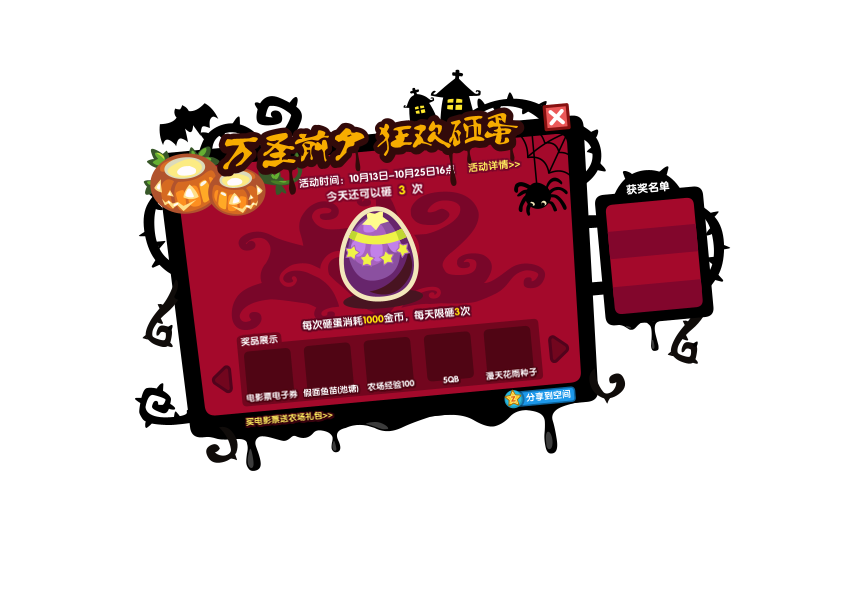 万圣前夕 狂欢砸蛋
活动时间：10月13日-10月25日16点
活动详情>>
今天还可以砸 3 次
获奖名单
每次砸蛋消耗1000金币，每天限砸3次
奖品展示
电影票电子券 假面鱼苗(池塘) 农场经验100 5QB 漫天花雨种子
买电影票送农场礼包>>
分享到空间